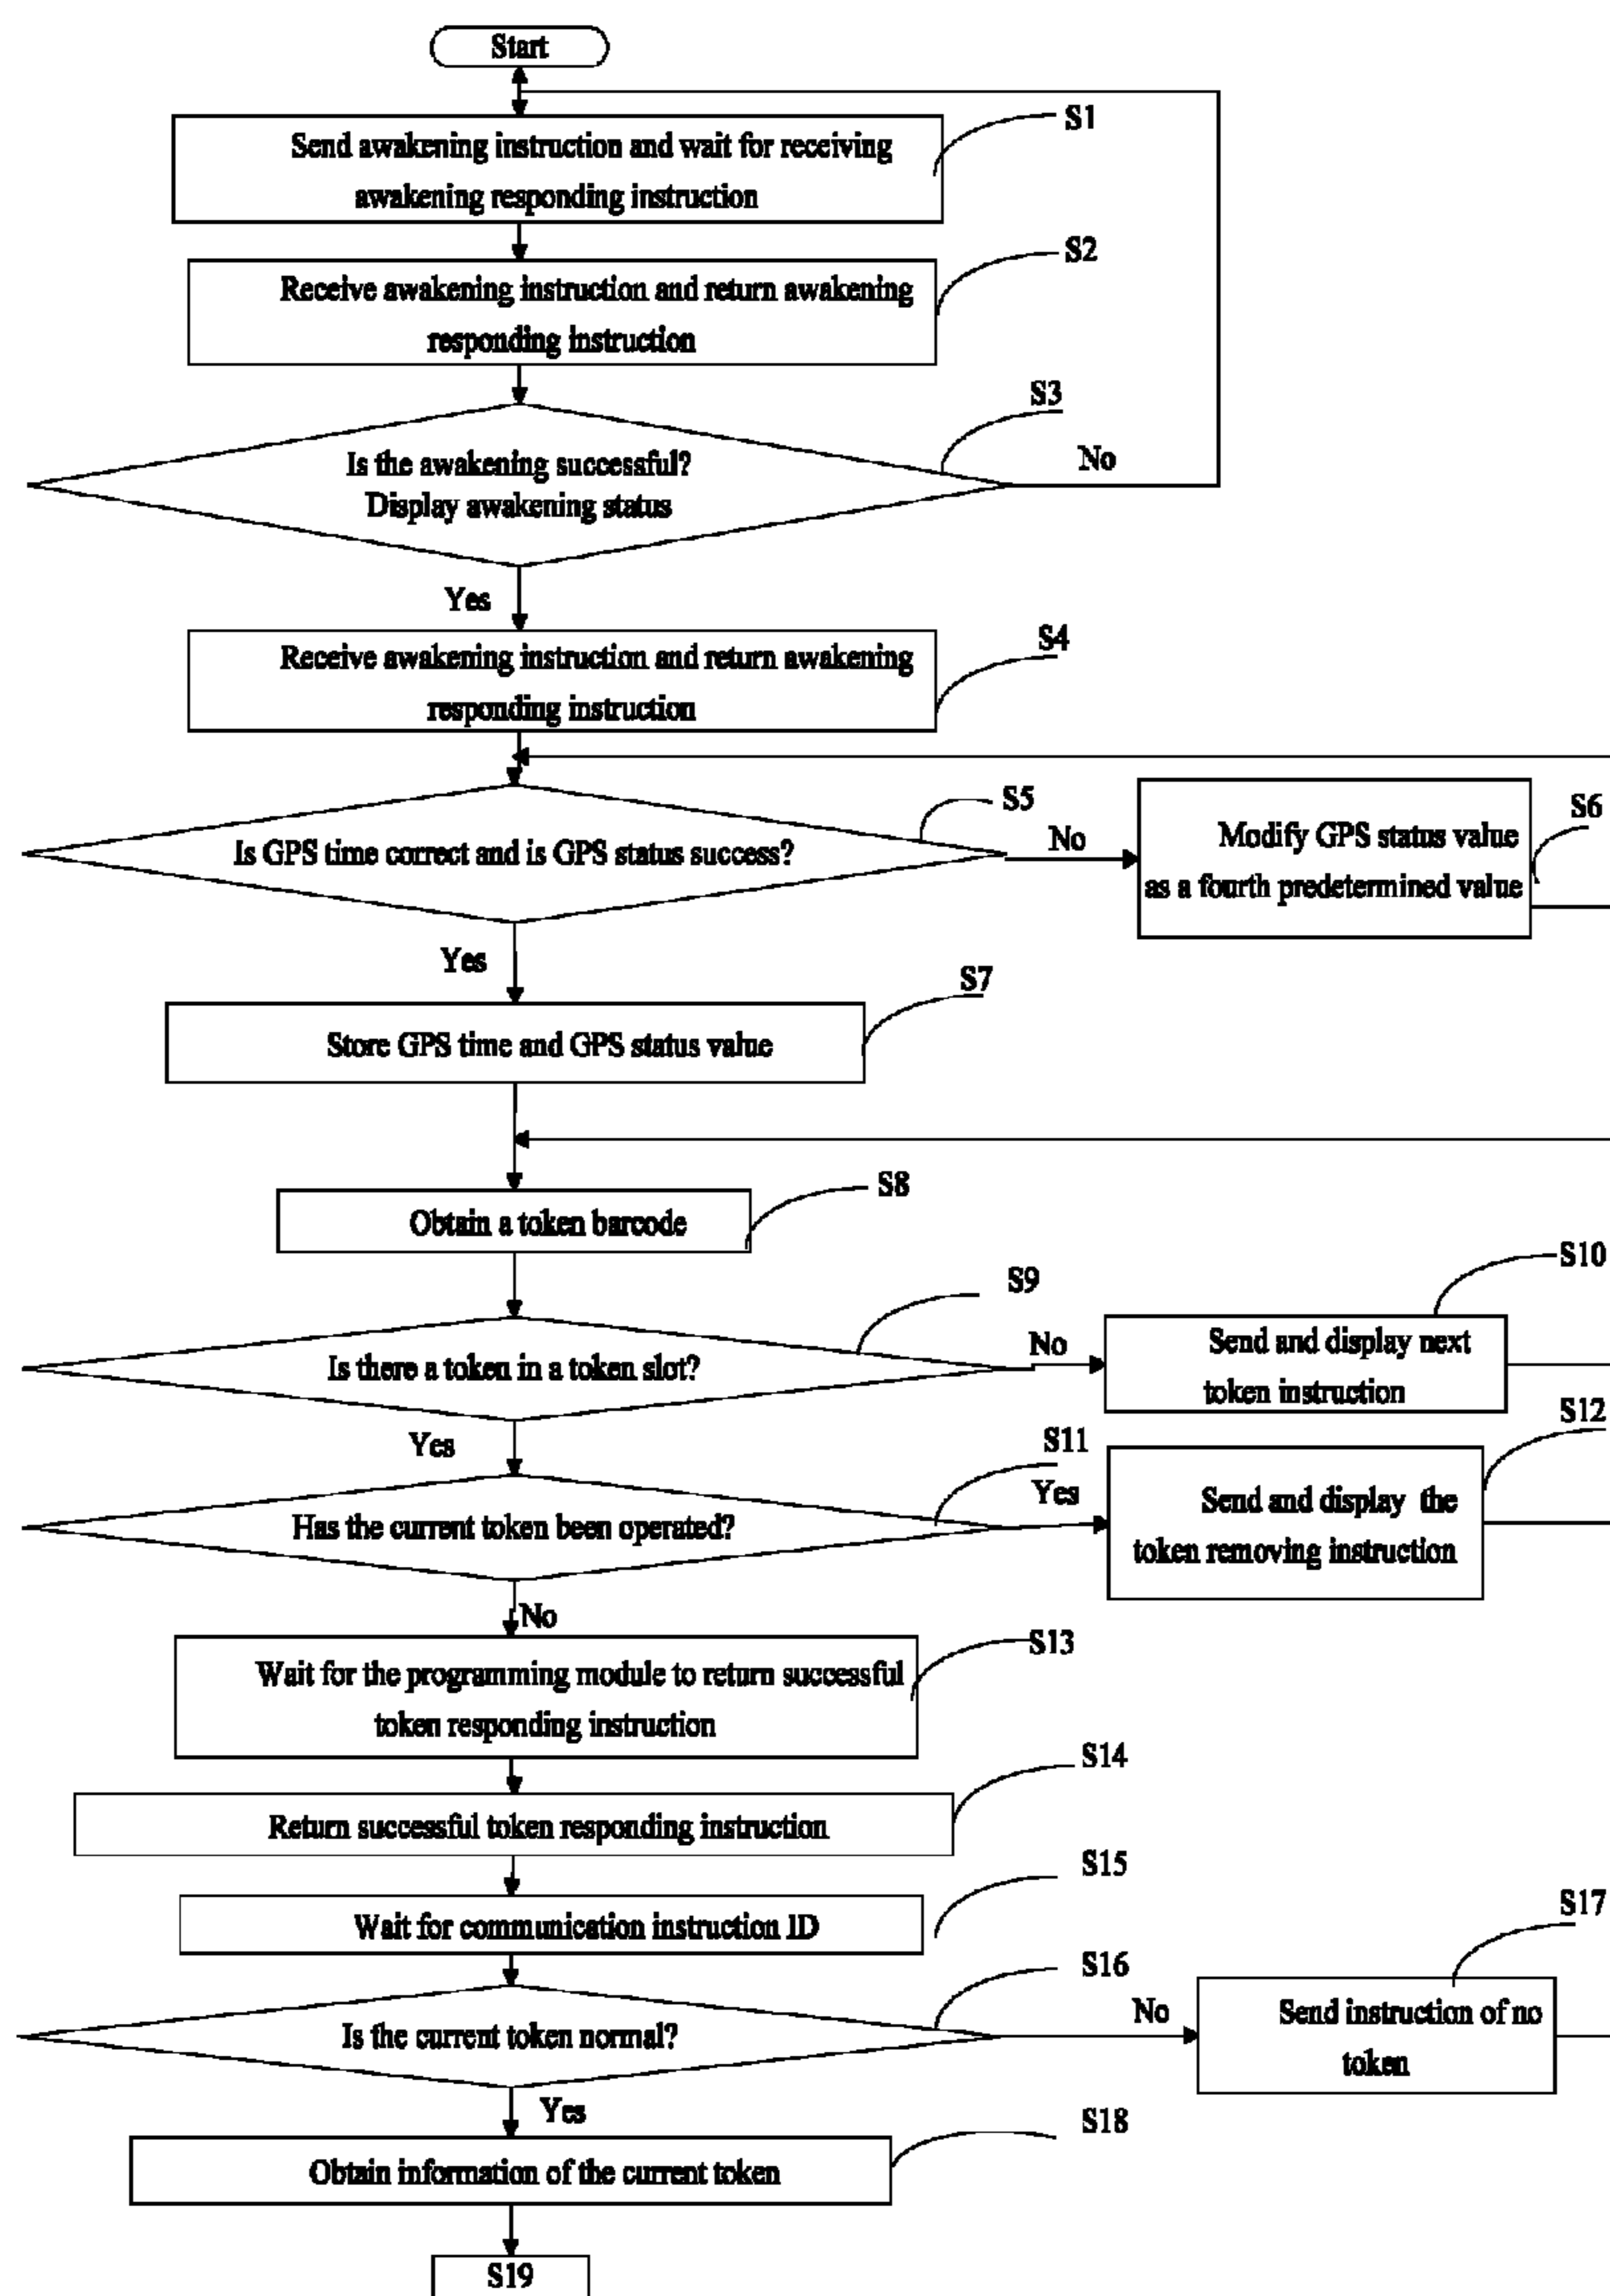 Start
S1
Send awakening instruction and wait for receiving
awakening responding instruction
S2
Receive awakening instruction and return awakening
responding instruction
S3
Is the awakening successful?
Display awakening status
No
Yes
S4
Receive awakening instruction and return awakening
responding instruction
S5
Is GPS time correct and is GPS status success?
No
S6
Modify GPS status value
as a fourth predetermined value
Yes
S7
Store GPS time and GPS status value
S8
Obtain a token barcode
S9
Is there a token in a token slot?
No
S10
Send and display next
token instruction
Yes
S11
Has the current token been operated?
Yes
S12
Send and display the
token removing instruction
No
S13
Wait for the programming module to return successful
token responding instruction
S14
Return successful token responding instruction
S15
Wait for communication instruction ID
S16
Is the current token normal?
No
S17
Send instruction of no
token
Yes
S18
Obtain information of the current token
S19